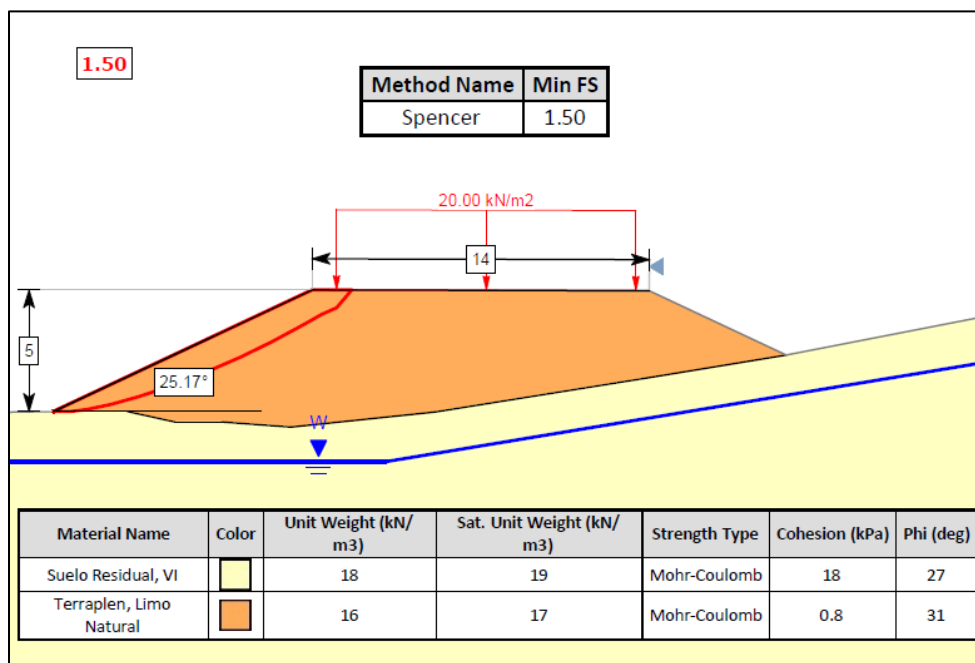 1.50
Method Name Min FS
Spencer 1.50
20.00 kN/m2
14
5
25.17°
W
Material Name Color Unit Weight (kN/ m3) Sat. Unit Weight (kN/ m3) Strength Type Cohesion (kPa) Phi (deg)
Suelo Residual, VI 18 19 Mohr-Coulomb 18 27
Terraplen, Limo Natural 16 17 Mohr-Coulomb 0.8 31